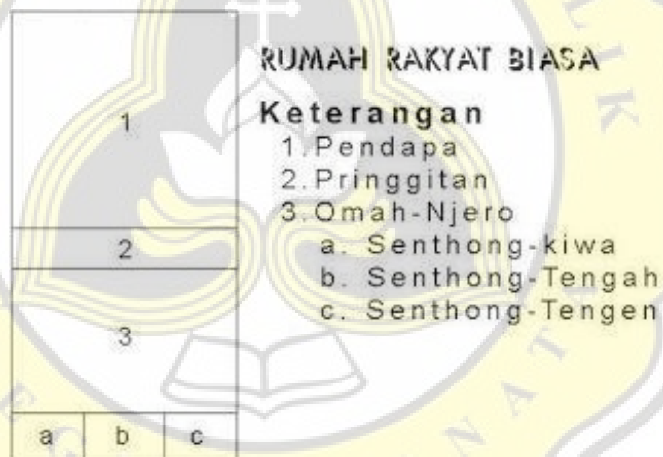 RUMAH RAKYAT BIASA
Keterangan
1.Pendapa
2.Pringgitan
3.Omah-Njero
a. Senthong-kiwa
b. Senthong-Tengah
c. Senthong-Tengen
1
2
3
a b c